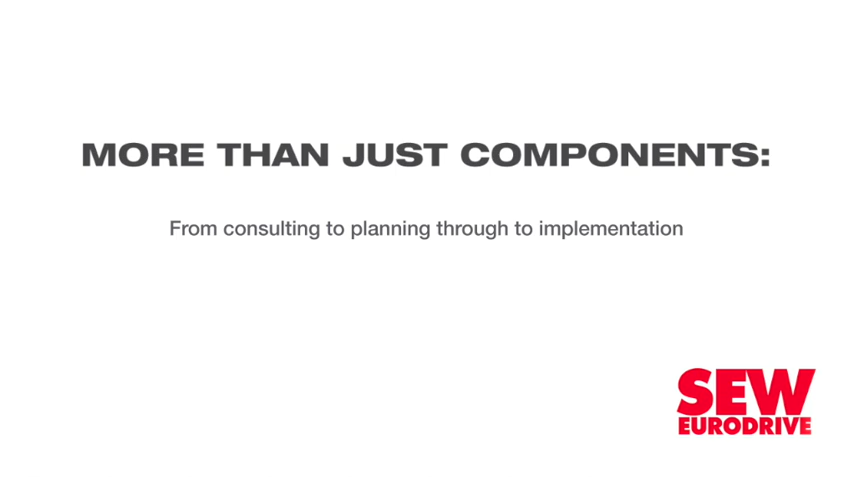 MORE THAN JUST COMPONENTS:
From consulting to planning through to implementation
SEW
EURODRIVE